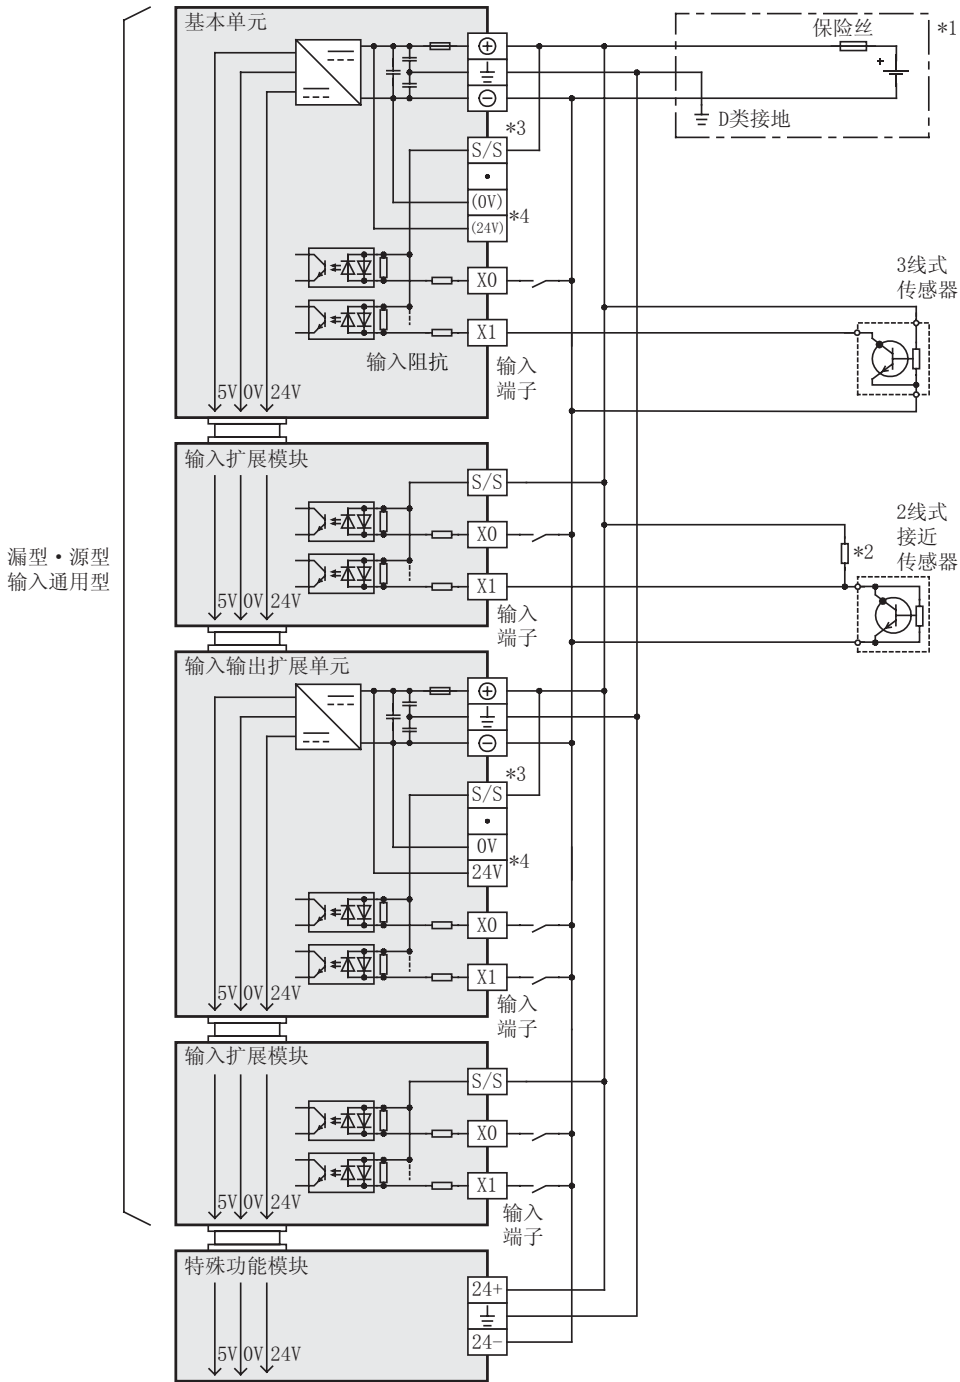 基本单元
保险丝
*1
+
D类接地
*3
S/S
•
(0V)
*4
(24V)
X0
X1
输入阻抗
输入
端子
5V
0V
24V
3线式
传感器
输入扩展模块
S/S
X0
X1
输入
端子
5V
0V
24V
2线式
接近
传感器
*2
漏型・源型
输入通用型
输入输出扩展单元
*3
S/S
•
0V
*4
24V
X0
X1
输入
端子
5V
0V
24V
输入扩展模块
S/S
X0
X1
输入
端子
5V
0V
24V
特殊功能模块
24+
24-
5V
0V
24V